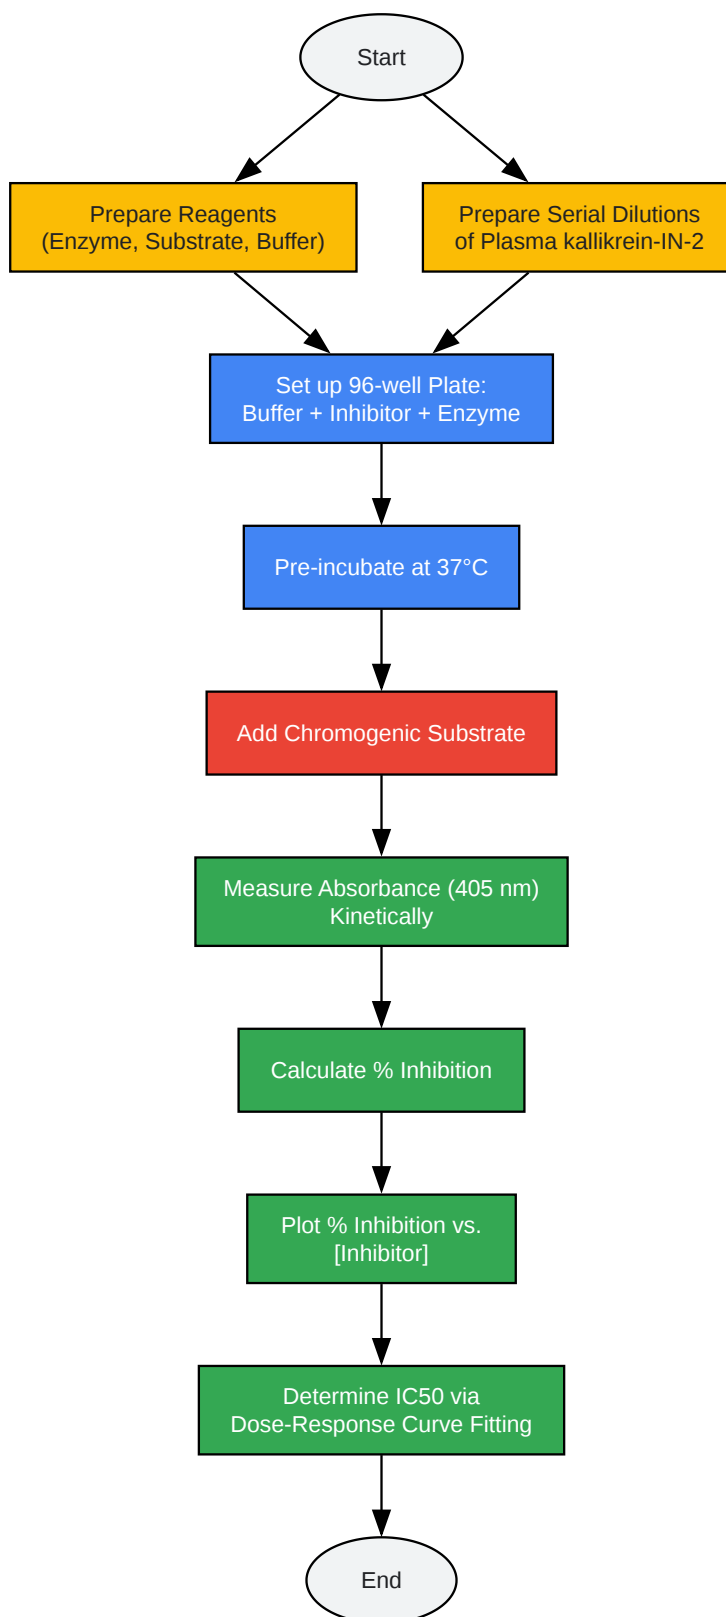 Start
Prepare Reagents
(Enzyme, Substrate, Buffer)
Prepare Serial Dilutions
of Plasma kallikrein-IN-2
Set up 96-well Plate:
Buffer + Inhibitor + Enzyme
Pre-incubate at 37°C
Add Chromogenic Substrate
Measure Absorbance (405 nm)
Kinetically
Calculate % Inhibition
Plot % Inhibition vs.
[Inhibitor]
Determine IC50 via
Dose-Response Curve Fitting
End